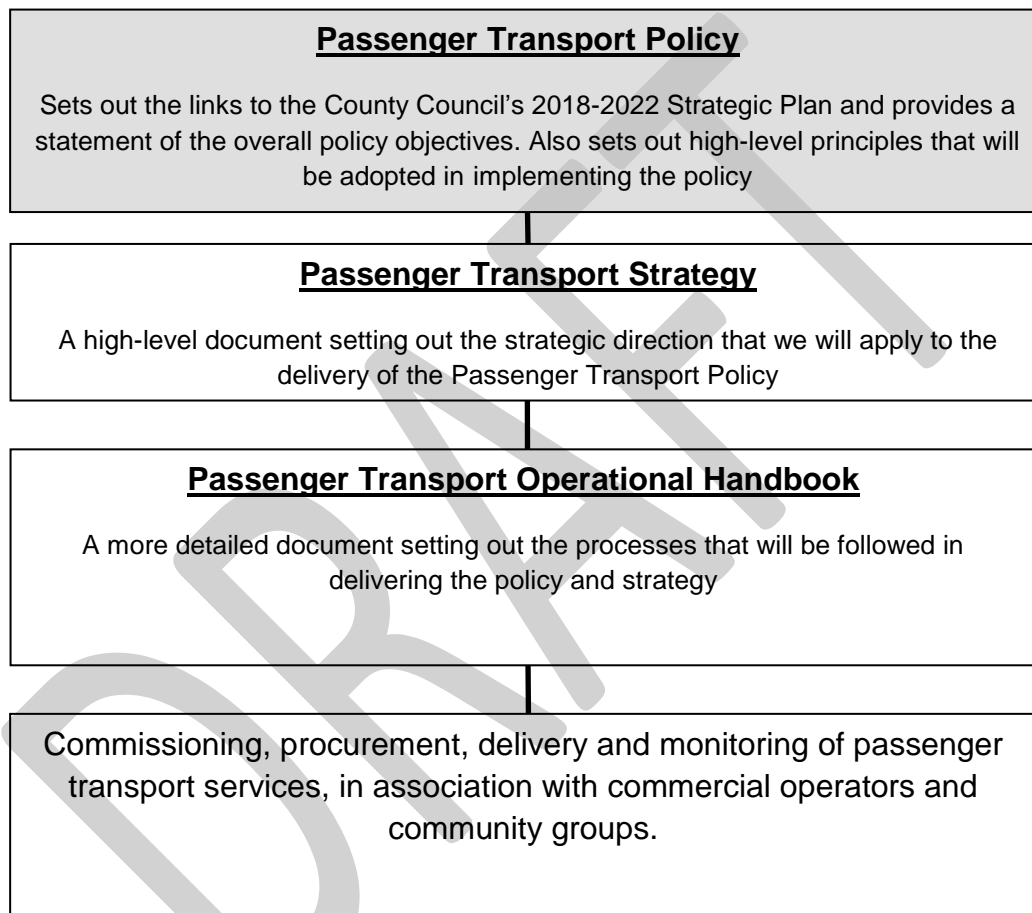 Passenger Transport Policy
Sets out the links to the County Council’s 2018-2022 Strategic Plan and provides a
statement of the overall policy objectives. Also sets out high-level principles that will
be adopted in implementing the policy
Passenger Transport Strategy
A high-level document setting out the strategic direction that we will apply to the
delivery of the Passenger Transport Policy
Passenger Transport Operational Handbook
A more detailed document setting out the processes that will be followed in
delivering the policy and strategy
Commissioning, procurement, delivery and monitoring of passenger
transport services, in association with commercial operators and
community groups.
DRAFT